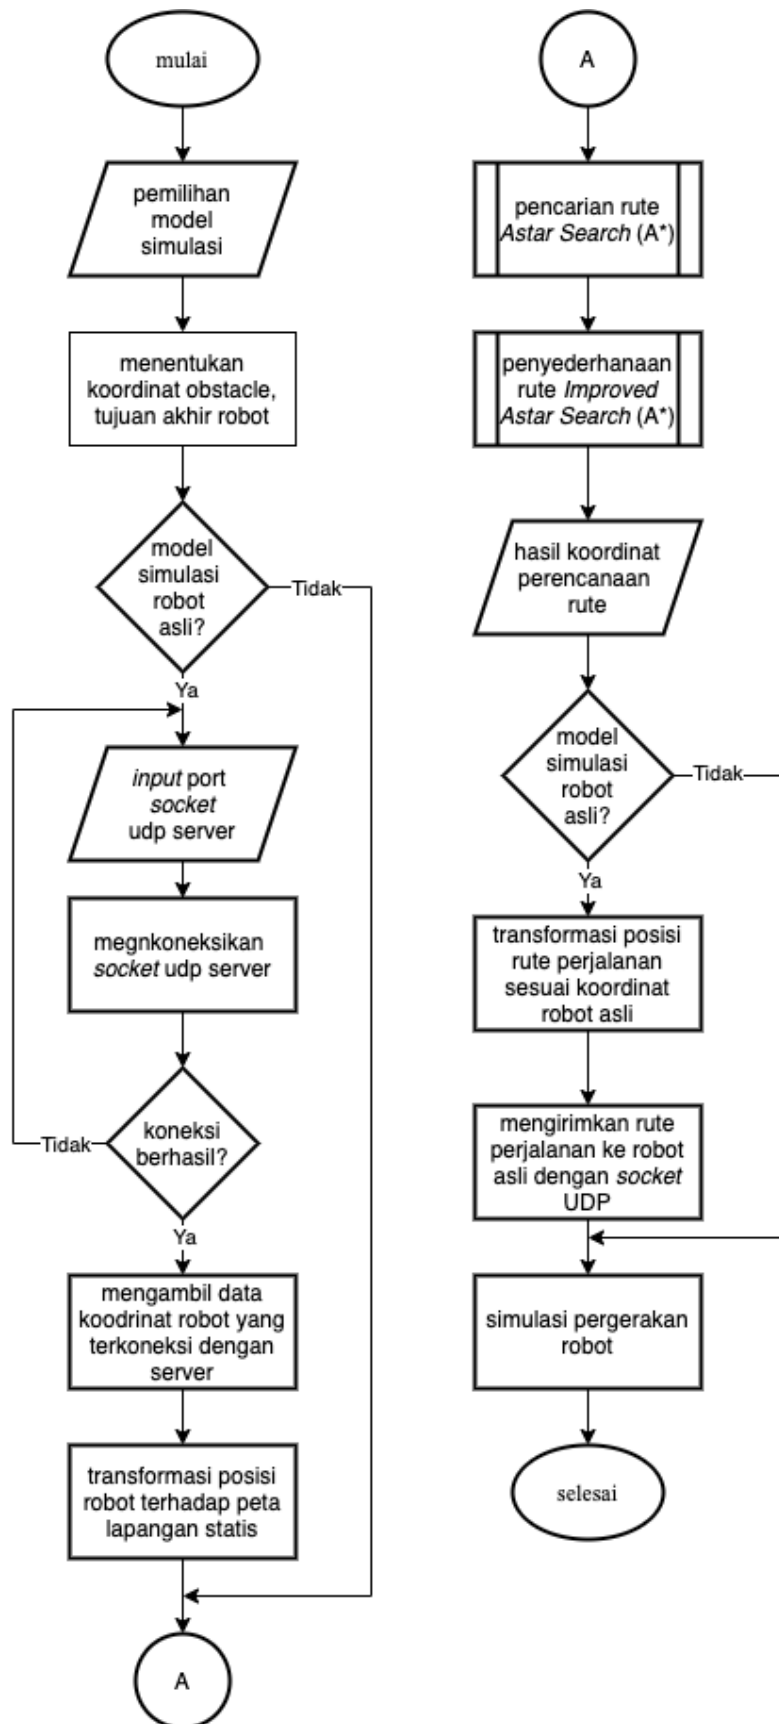 mulai
pemilihan
model
simulasi
menentukan
koordinat obstacle,
tujuan akhir robot
model
simulasi
robot
asli?
Tidak
Ya
input port
socket
udp server
megnkoneksikan
socket udp server
koneksi
berhasil?
Tidak
Ya
mengambil data
koodrinat robot yang
terkoneksi dengan
server
transformasi posisi
robot terhadap peta
lapangan statis
A
A
pencarian rute
Astar Search (A*)
penyederhanaan
rute Improved
Astar Search (A*)
hasil koordinat
perencanaan
rute
model
simulasi
robot
asli?
Tidak
Ya
transformasi posisi
rute perjalanan
sesuai koordinat
robot asli
mengirimkan rute
perjalanan ke robot
asli dengan socket
UDP
simulasi pergerakan
robot
selesai